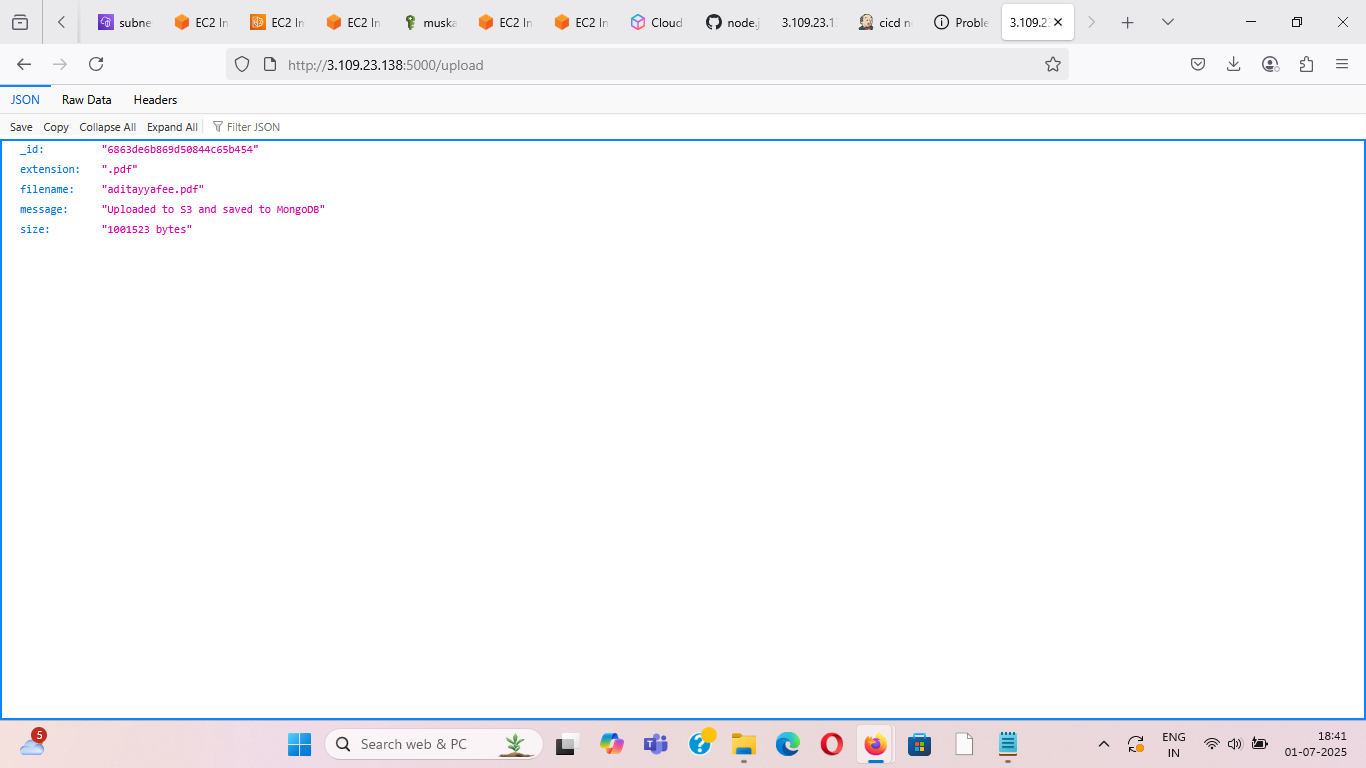 subne
EC2 In
EC2 In
EC2 In
muska
EC2 In
EC2 In
Cloud
node.j
3.109.23.1
cicd n
Proble
3.109.2
http://3.109.23.138:5000/upload
JSON
Raw Data
Headers
Save
Copy
Collapse All
Expand All
Filter JSON
_id: "6863de6b869d50844c65b454"
extension: ".pdf"
filename: "aditayyafee.pdf"
message: "Uploaded to S3 and saved to MongoDB"
size: "1001523 bytes"
5
Search web & PC
ENG
IN
18:41
01-07-2025